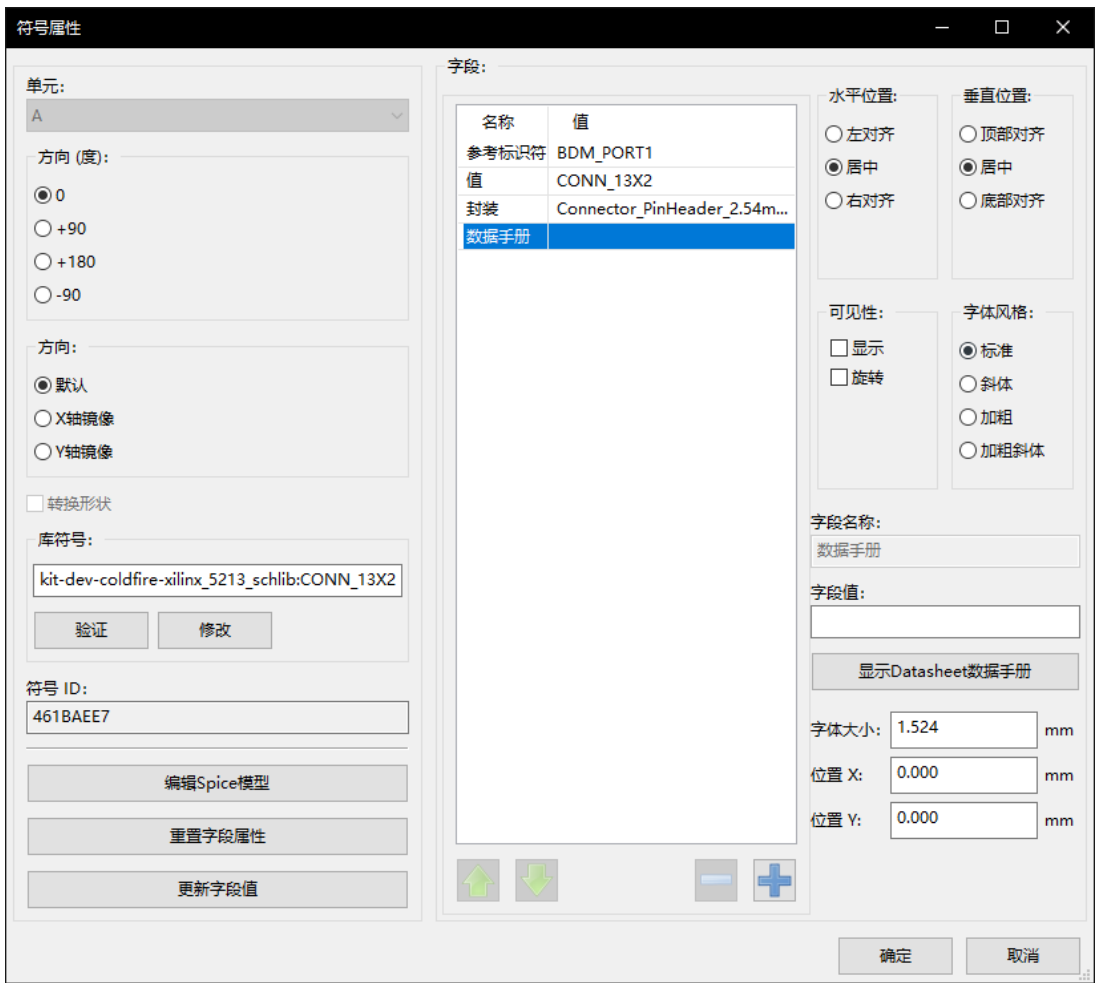 符号属性
单元:
A
方向 (度):
0
+90
+180
-90
方向:
默认
X轴镜像
Y轴镜像
转换形状
库符号:
kit-dev-coldfire-xilinx_5213_schlib:CONN_13X2
验证 修改
符号 ID:
461BAEE7
编辑Spice模型
重置字段属性
更新字段值
字段:
名称 值
参考标识符 BDM_PORT1
值 CONN_13X2
封装 Connector_PinHeader_2.54m...
数据手册
水平位置:
左对齐
居中
右对齐
垂直位置:
顶部对齐
居中
底部对齐
可见性:
显示
旋转
字体风格:
标准
斜体
加粗
加粗斜体
字段名称:
数据手册
字段值:
显示Datasheet数据手册
字体大小: 1.524 mm
位置 X: 0.000 mm
位置 Y: 0.000 mm
确定 取消